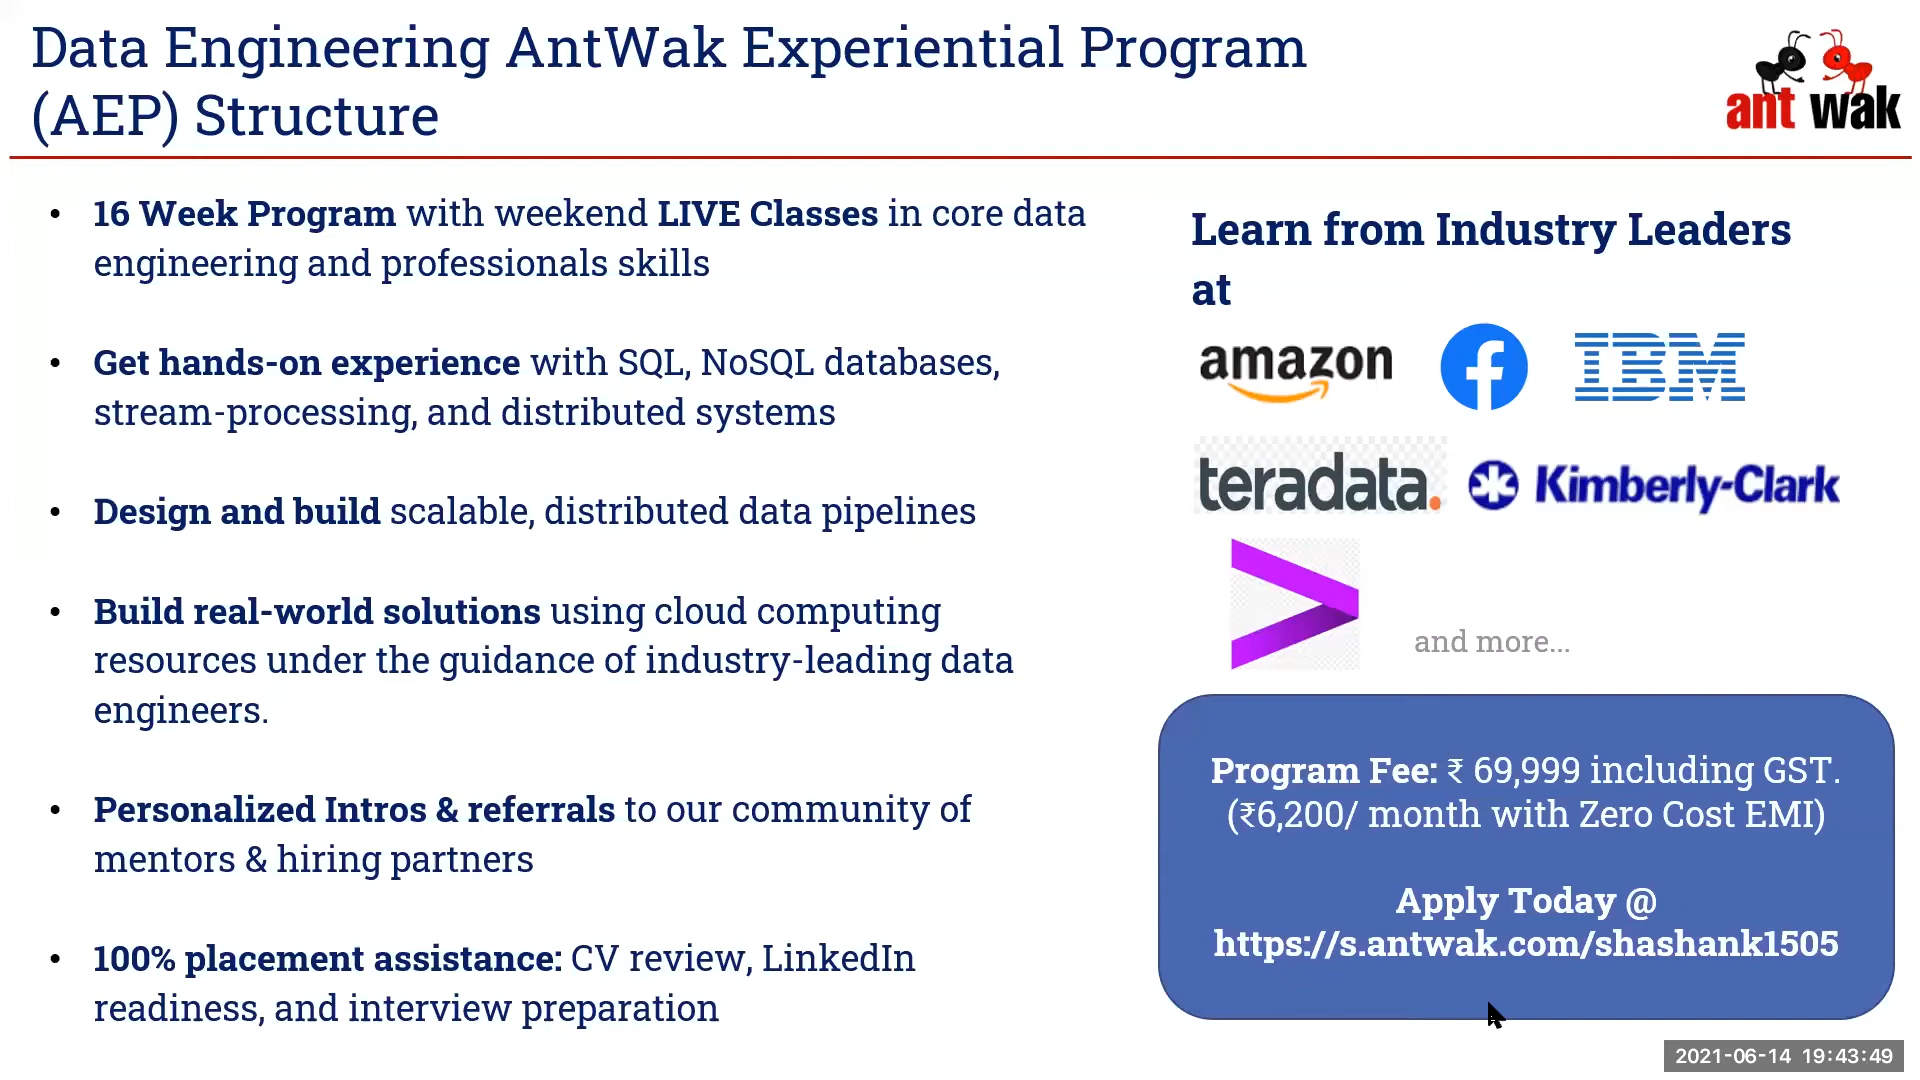 Data Engineering AntWak Experiential Program
(AEP) Structure
ant wak
• 16 Week Program with weekend LIVE Classes in core data
engineering and professionals skills
• Get hands-on experience with SQL, NoSQL databases,
stream-processing, and distributed systems
• Design and build scalable, distributed data pipelines
• Build real-world solutions using cloud computing
resources under the guidance of industry-leading data
engineers.
• Personalized Intros & referrals to our community of
mentors & hiring partners
• 100% placement assistance: CV review, LinkedIn
readiness, and interview preparation
Learn from Industry Leaders
at
amazon f IBM
teradata. Kimberly-Clark
and more...
Program Fee: ₹ 69,999 including GST.
(₹6,200/ month with Zero Cost EMI)
Apply Today @
https://s.antwak.com/shashank1505
2021-06-14 19:43:49